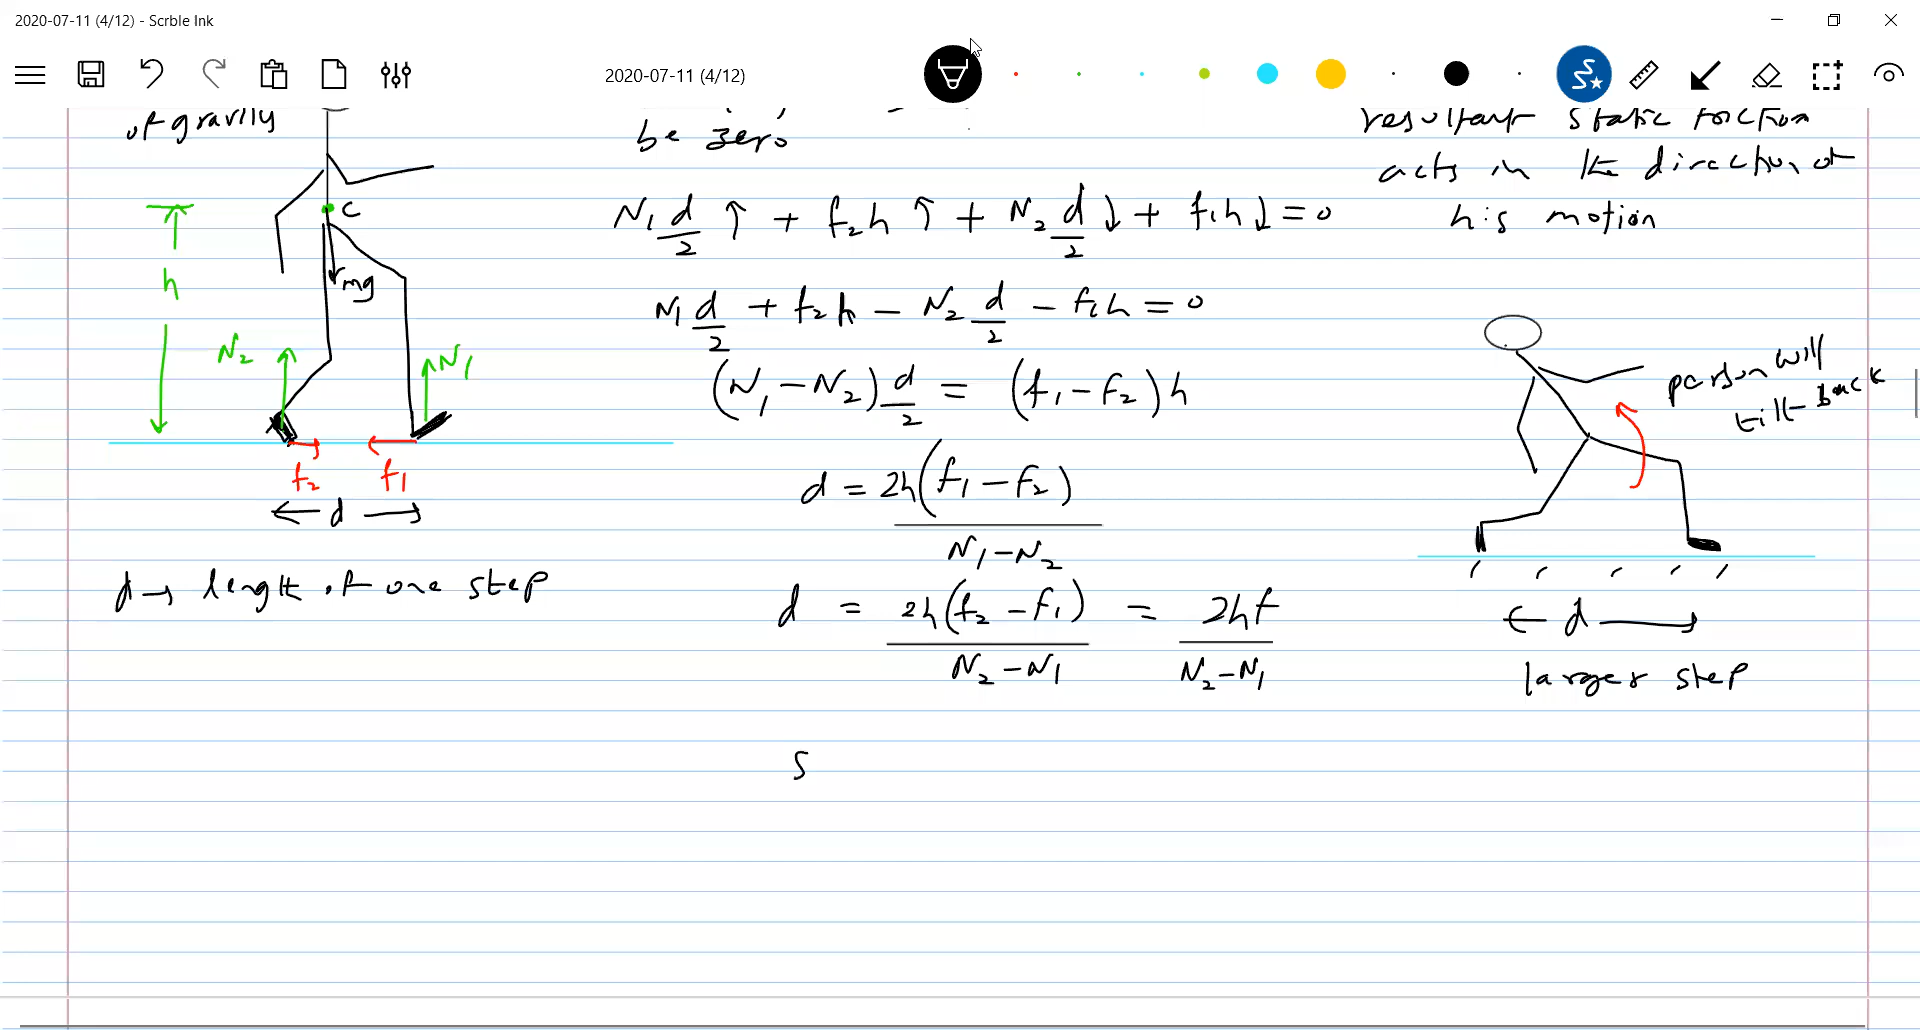 2020-07-11 (4/12) - Scrble Ink
2020-07-11 (4/12)
of gravity
be zero
resultant static friction
acts in the direction of
his motion
N₁ d/2 ↑ + f₂h ↑ + N₂ d/2 ↓ + f₁h ↓ = 0
C
h
mg
N₁ d/2 + f₂h − N₂ d/2 − f₁h = 0
N₂
N₁
(N₁ − N₂) d/2 = (f₁ − f₂) h
person will
tilt back
f₂
f₁
d
d = 2h(f₁ − f₂) / N₁ − N₂
d → length of one step
d = 2h(f₂ − f₁) / N₂ − N₁ = 2hf / N₂ − N₁
d
larger step
S